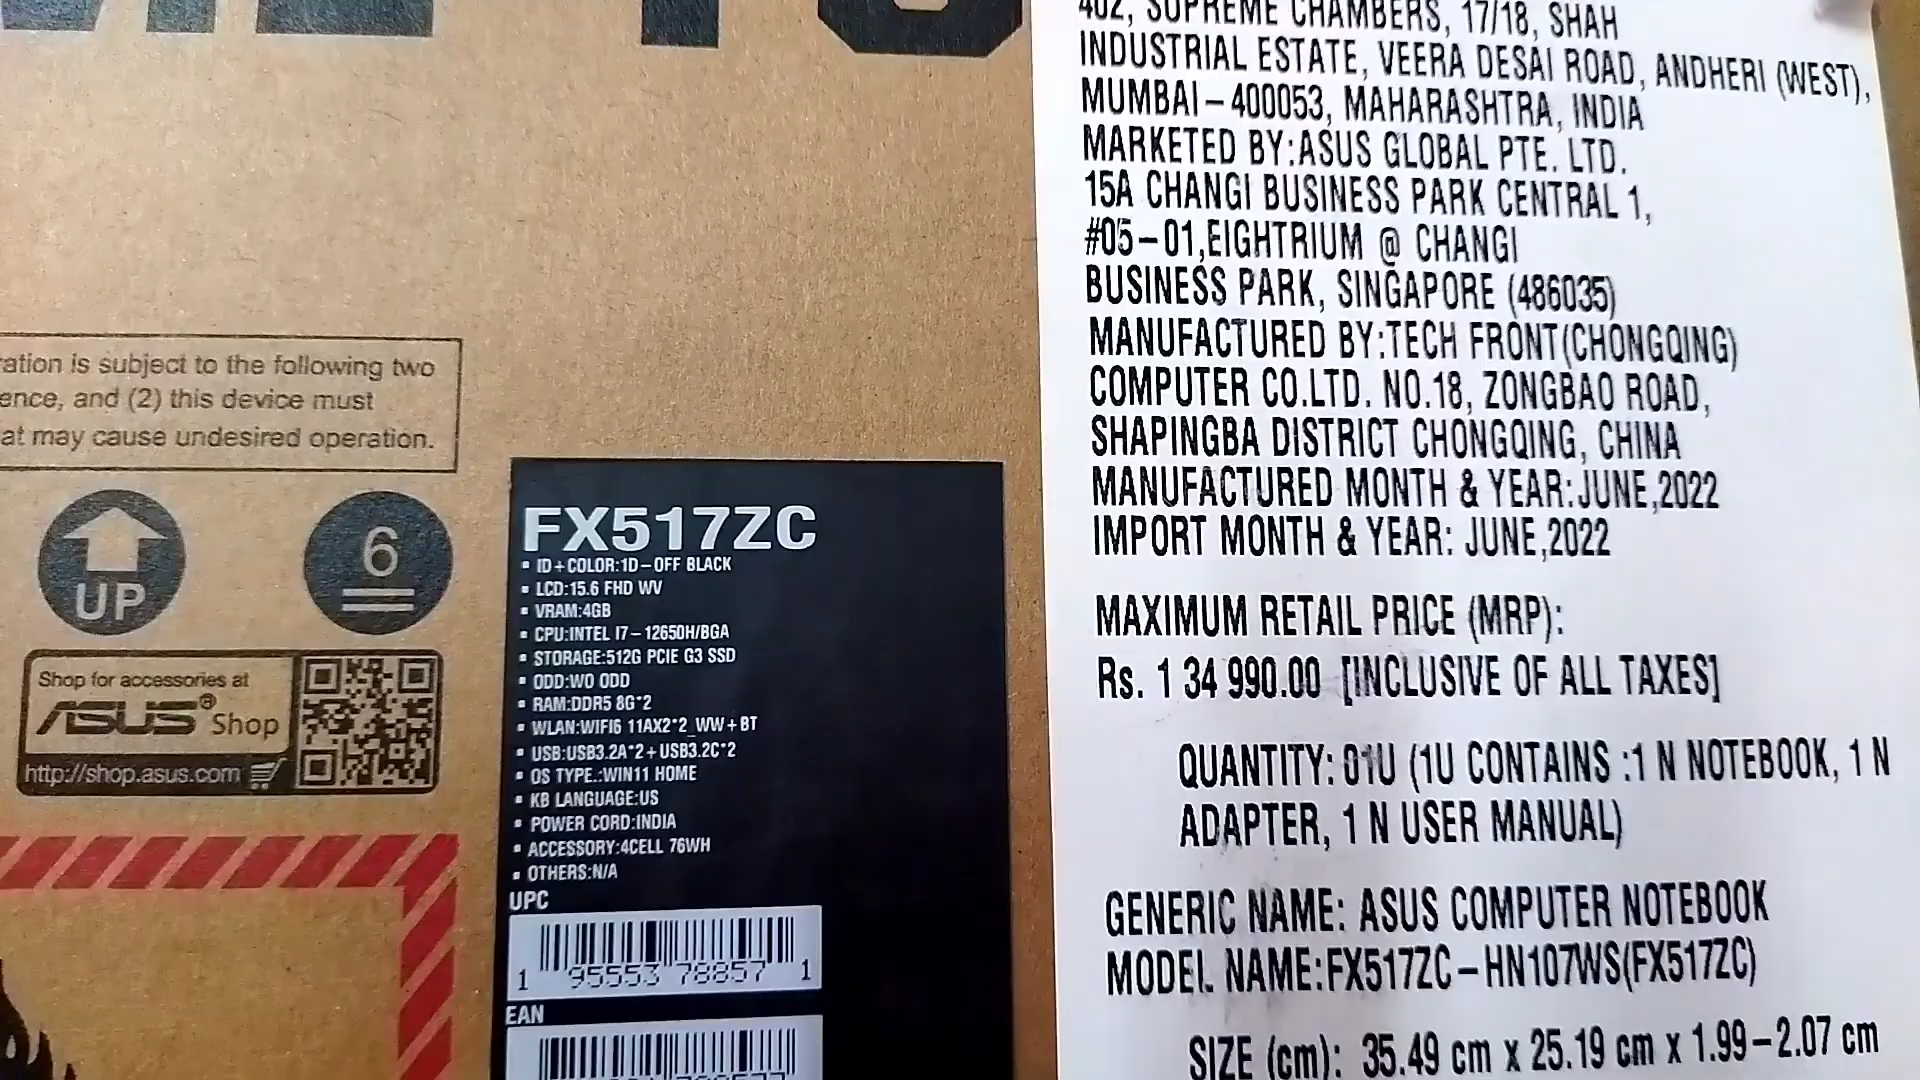 ration is subject to the following two
ence, and (2) this device must
at may cause undesired operation.
UP
6
Shop for accessories at
ASUS® Shop
http://shop.asus.com
FX517ZC
▪ ID+COLOR:1D-OFF BLACK
▪ LCD:15.6 FHD WV
▪ VRAM:4GB
▪ CPU:INTEL I7-12650H/BGA
▪ STORAGE:512G PCIE G3 SSD
▪ ODD:WO ODD
▪ RAM:DDR5 8G*2
▪ WLAN:WIFI6 11AX2*2_WW+BT
▪ USB:USB3.2A*2+USB3.2C*2
▪ OS TYPE.:WIN11 HOME
▪ KB LANGUAGE:US
▪ POWER CORD:INDIA
▪ ACCESSORY:4CELL 76WH
▪ OTHERS:N/A
UPC
1 95553 78857 1
EAN
402, SUPREME CHAMBERS, 17/18, SHAH
INDUSTRIAL ESTATE, VEERA DESAI ROAD, ANDHERI (WEST),
MUMBAI-400053, MAHARASHTRA, INDIA
MARKETED BY:ASUS GLOBAL PTE. LTD.
15A CHANGI BUSINESS PARK CENTRAL 1,
#05-01,EIGHTRIUM @ CHANGI
BUSINESS PARK, SINGAPORE (486035)
MANUFACTURED BY:TECH FRONT(CHONGQING)
COMPUTER CO.LTD. NO.18, ZONGBAO ROAD,
SHAPINGBA DISTRICT CHONGQING, CHINA
MANUFACTURED MONTH & YEAR:JUNE,2022
IMPORT MONTH & YEAR: JUNE,2022
MAXIMUM RETAIL PRICE (MRP):
Rs. 1 34 990.00 [INCLUSIVE OF ALL TAXES]
QUANTITY: 01U (1U CONTAINS :1 N NOTEBOOK, 1 N
ADAPTER, 1 N USER MANUAL)
GENERIC NAME: ASUS COMPUTER NOTEBOOK
MODEL NAME:FX517ZC-HN107WS(FX517ZC)
SIZE (cm): 35.49 cm x 25.19 cm x 1.99-2.07 cm